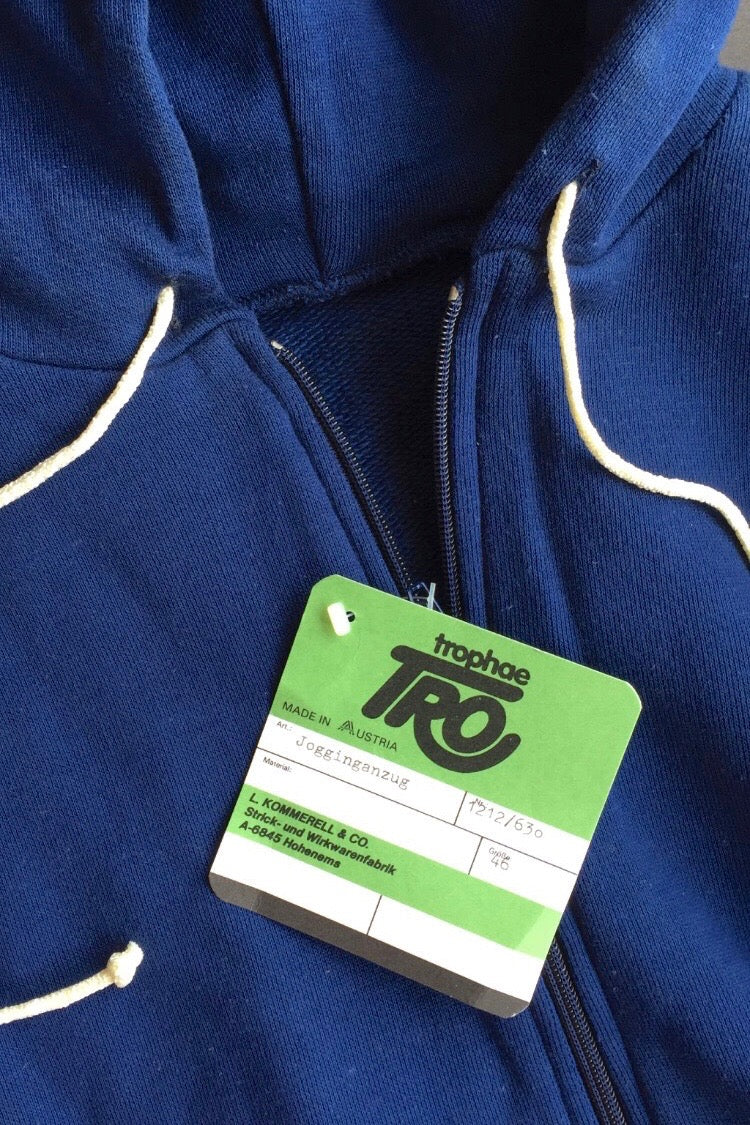 trophae
TRO
MADE IN AUSTRIA
Art.: Jogginganzug
Nr. 1212/630
Material:
Größe 46
L. KOMMERELL & CO.
Strick- und Wirkwarenfabrik
A-6845 Hohenems